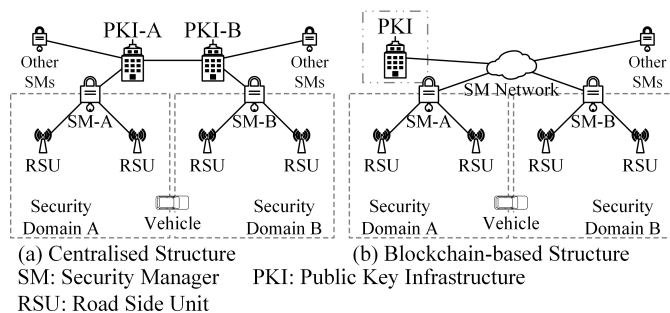 PKI-A PKI-B
Other SMs
Other SMs
SM-A
SM-B
RSU RSU RSU RSU
Security Domain A
Vehicle
Security Domain B
(a) Centralised Structure
PKI
SM Network
Other SMs
SM-A
SM-B
RSU RSU RSU RSU
Security Domain A
Vehicle
Security Domain B
(b) Blockchain-based Structure
SM: Security Manager PKI: Public Key Infrastructure
RSU: Road Side Unit